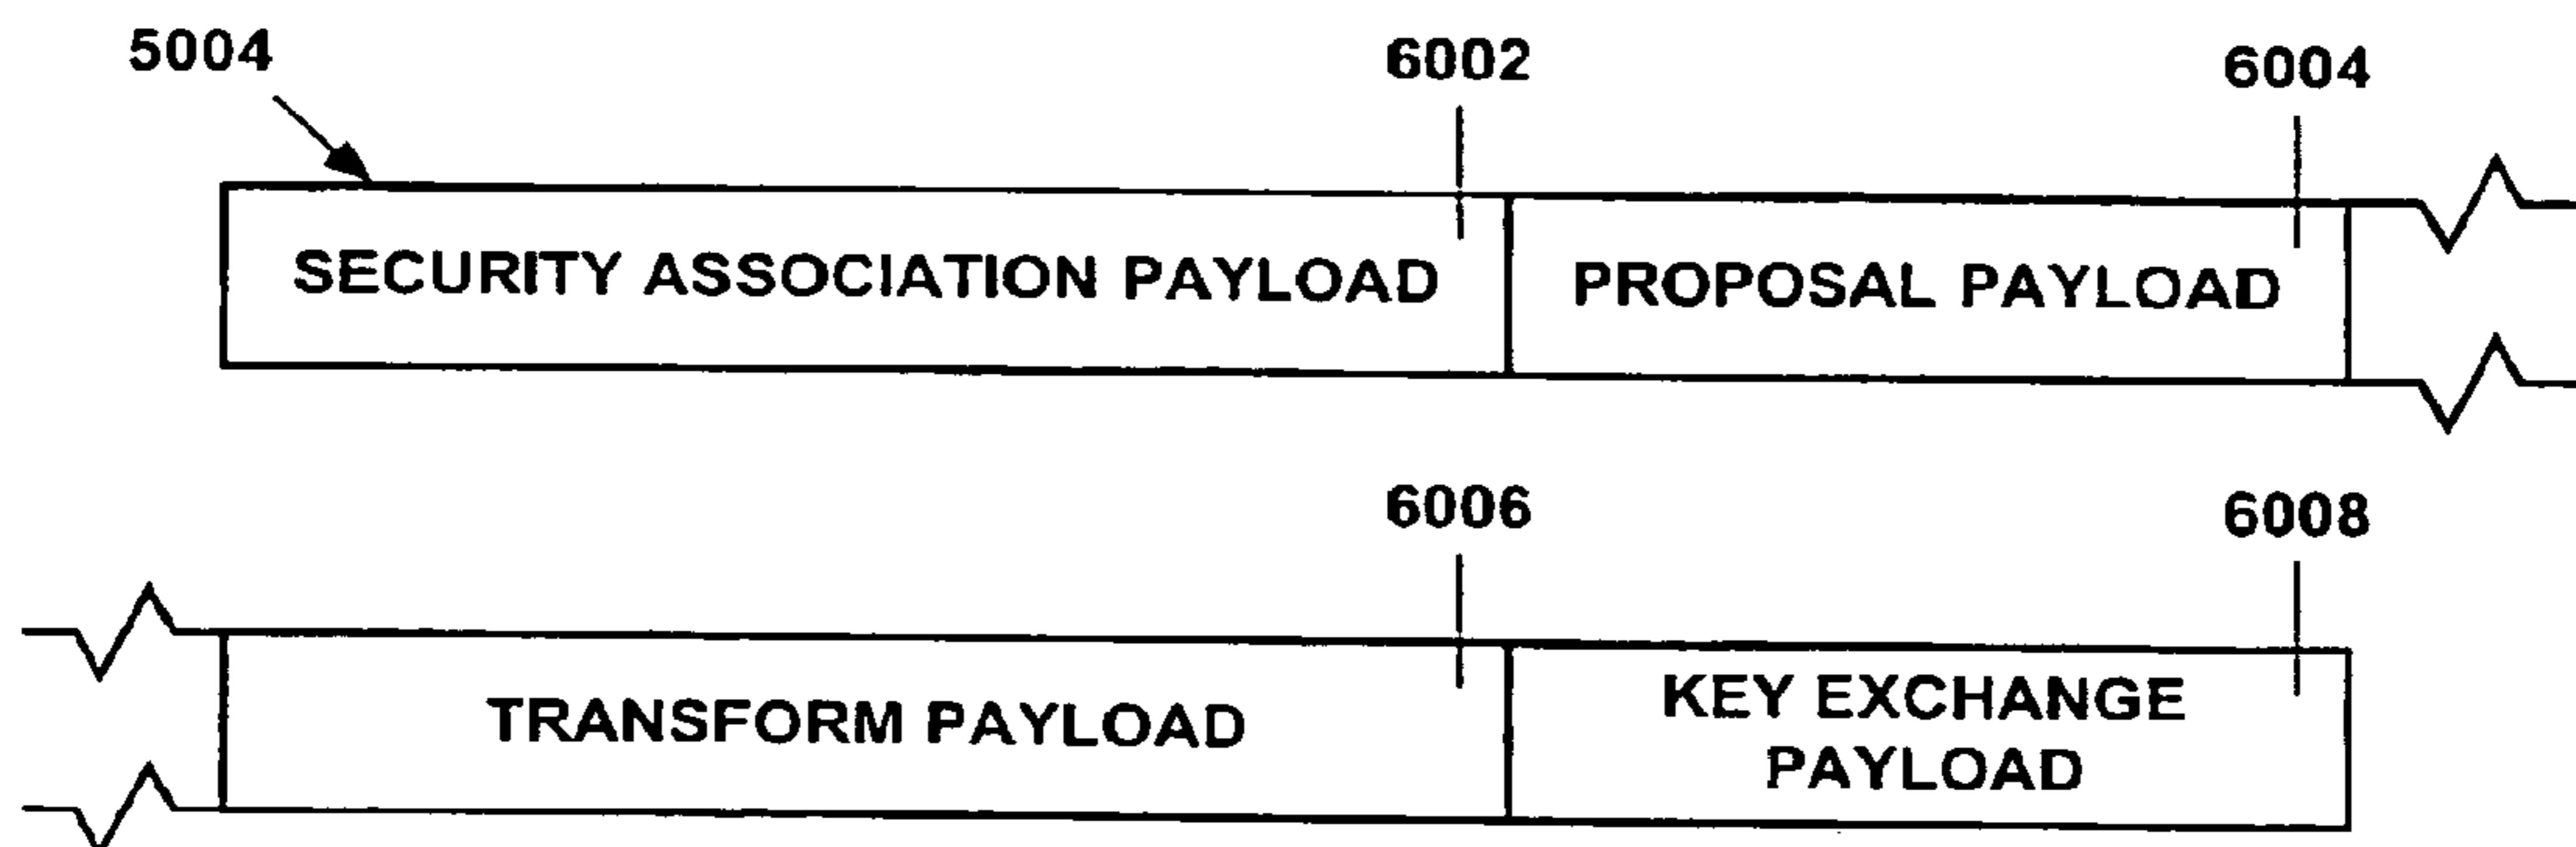 5004
6002
6004
SECURITY ASSOCIATION PAYLOAD
PROPOSAL PAYLOAD
6006
6008
TRANSFORM PAYLOAD
KEY EXCHANGE
PAYLOAD